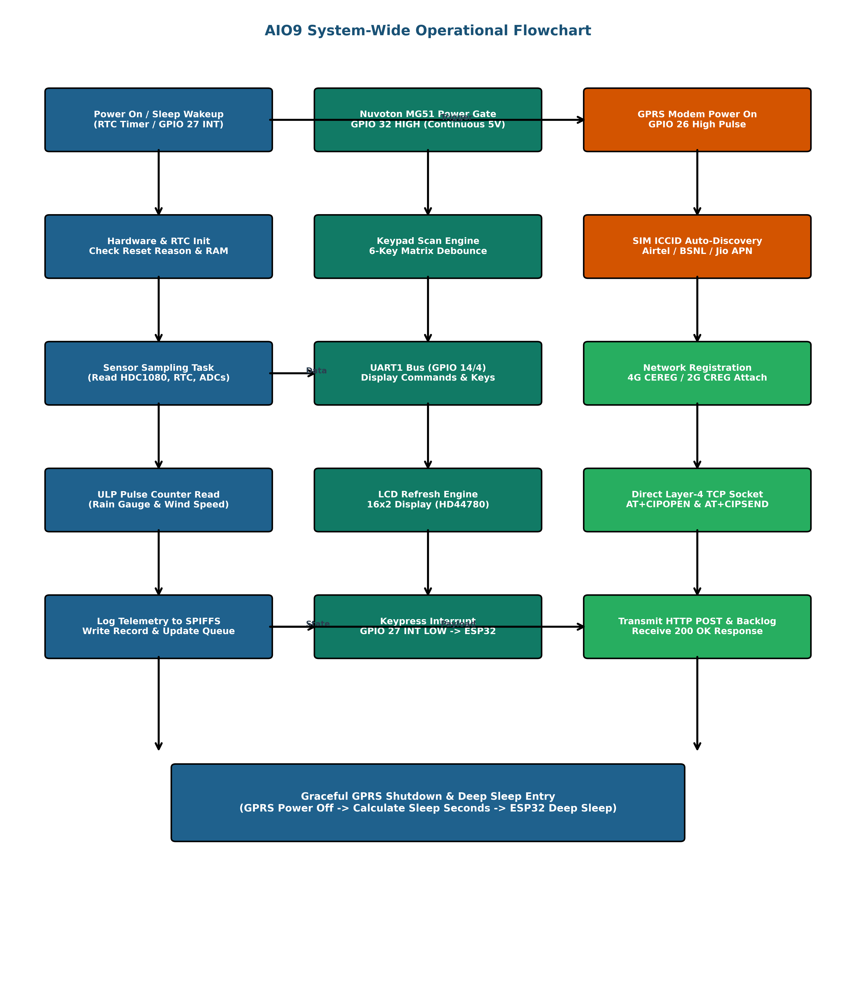 AIO9 System-Wide Operational Flowchart
Power On / Sleep Wakeup
(RTC Timer / GPIO 27 INT)
Nuvoton MG51 Power Gate
GPIO 32 HIGH (Continuous 5V)
Trigger
GPRS Modem Power On
GPIO 26 High Pulse
Hardware & RTC Init
Check Reset Reason & RAM
Keypad Scan Engine
6-Key Matrix Debounce
SIM ICCID Auto-Discovery
Airtel / BSNL / Jio APN
Sensor Sampling Task
(Read HDC1080, RTC, ADCs)
Data
UART1 Bus (GPIO 14/4)
Display Commands & Keys
Network Registration
4G CEREG / 2G CREG Attach
ULP Pulse Counter Read
(Rain Gauge & Wind Speed)
LCD Refresh Engine
16x2 Display (HD44780)
Direct Layer-4 TCP Socket
AT+CIPOPEN & AT+CIPSEND
Log Telemetry to SPIFFS
Write Record & Update Queue
State
Keypress Interrupt
GPIO 27 INT LOW -> ESP32
Payload
Transmit HTTP POST & Backlog
Receive 200 OK Response
Graceful GPRS Shutdown & Deep Sleep Entry
(GPRS Power Off -> Calculate Sleep Seconds -> ESP32 Deep Sleep)